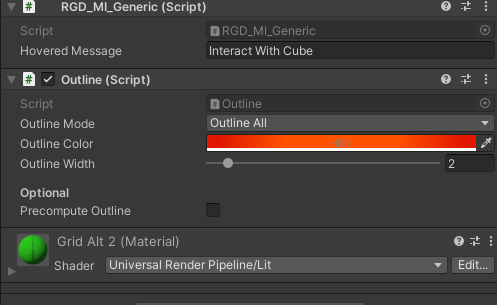 RGD_MI_Generic (Script)
Script RGD_MI_Generic
Hovered Message Interact With Cube
Outline (Script)
Script Outline
Outline Mode Outline All
Outline Color
Outline Width 2
Optional
Precompute Outline
Grid Alt 2 (Material)
Shader Universal Render Pipeline/Lit Edit...